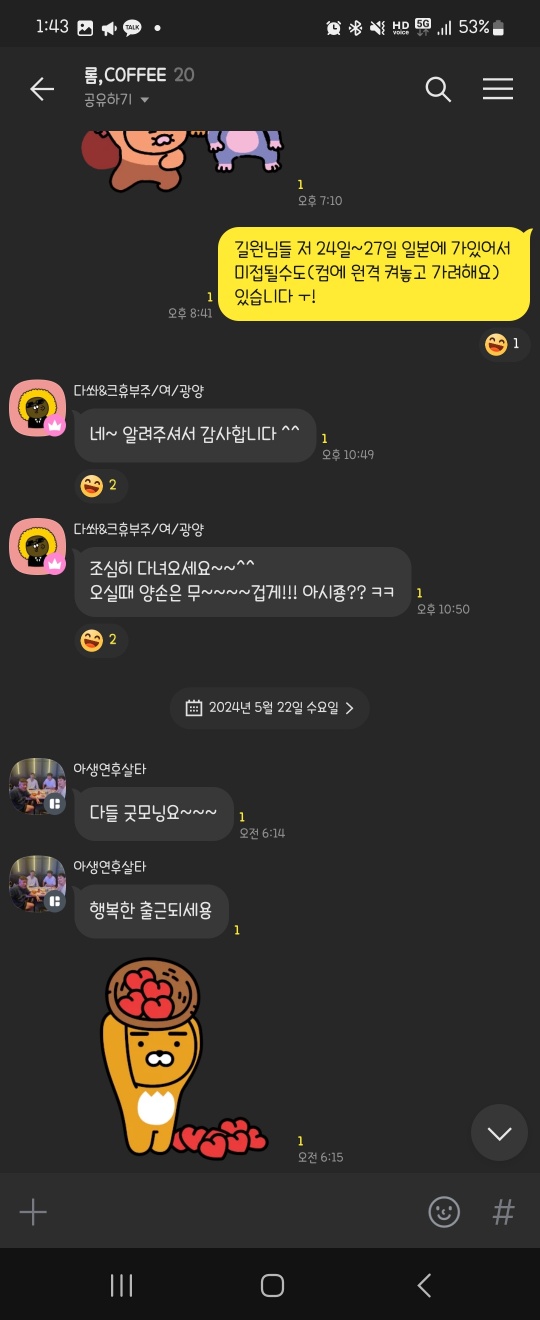 1:43
TALK
HD voice
5G
53%
롬,COFFEE 20
공유하기
1
오후 7:10
길원님들 저 24일~27일 일본에 가있어서
미접될수도(컴에 원격 켜놓고 가려해요)
있습니다 ㅜ!
1
오후 8:41
1
다쏴&크휴부주/여/광양
네~ 알려주셔서 감사합니다 ^^
1
오후 10:49
2
다쏴&크휴부주/여/광양
조심히 다녀오세요~~^^
오실때 양손은 무~~~~겁게!!! 아시죵?? ㅋㅋ
1
오후 10:50
2
2024년 5월 22일 수요일
아생연후살타
다들 굿모닝요~~~
1
오전 6:14
아생연후살타
행복한 출근되세용
1
1
오전 6:15